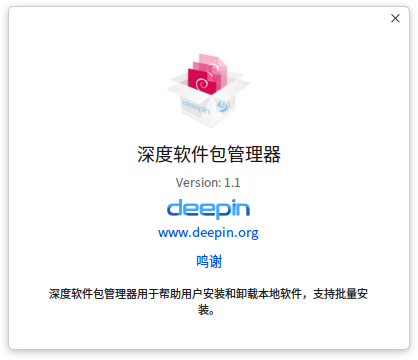 深度软件包管理器
Version: 1.1
deepin
www.deepin.org
鸣谢
深度软件包管理器用于帮助用户安装和卸载本地软件，支持批量安
装。